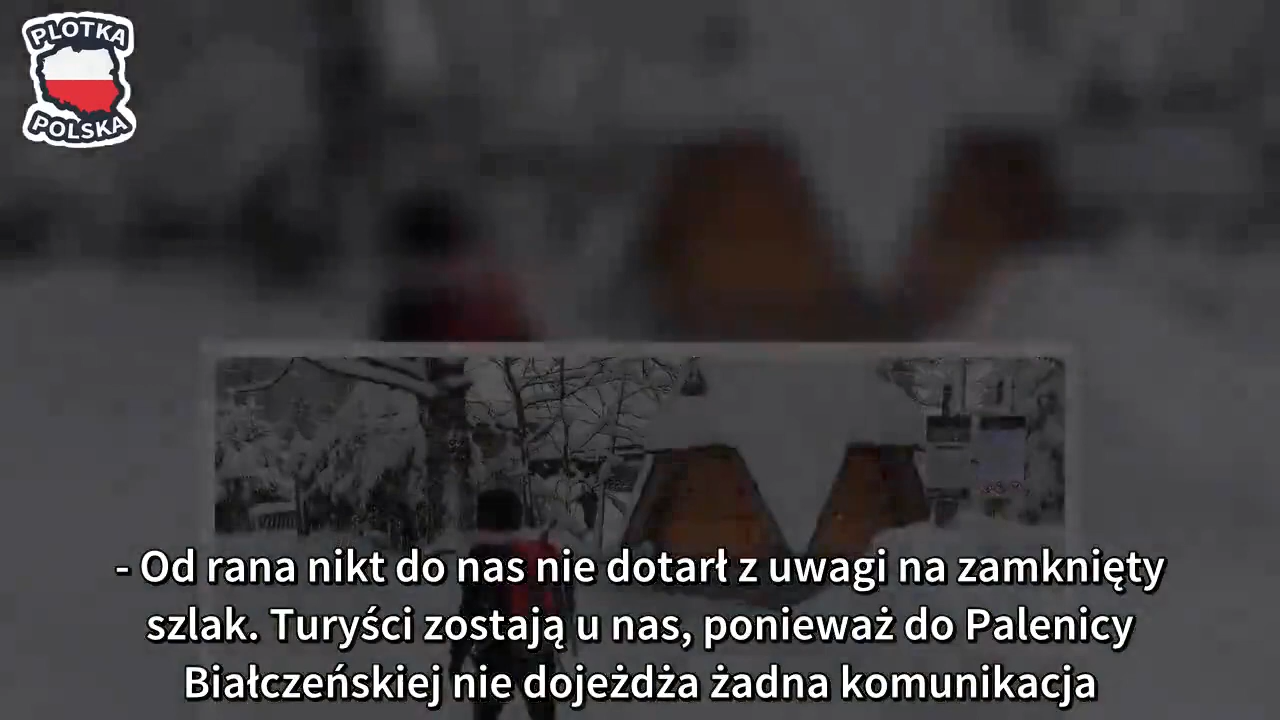 PLOTKA
POLSKA
- Od rana nikt do nas nie dotarł z uwagi na zamknięty
szlak. Turyści zostają u nas, ponieważ do Palenicy
Białczeńskiej nie dojeżdża żadna komunikacja